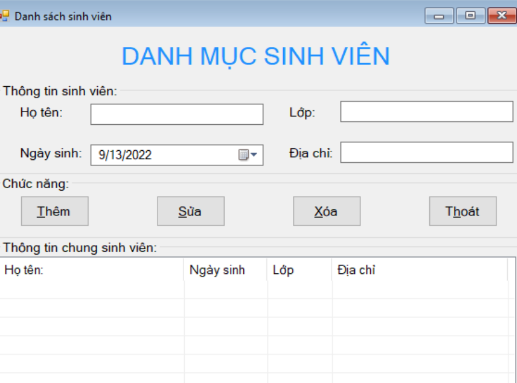 Danh sách sinh viên
DANH MỤC SINH VIÊN
Thông tin sinh viên:
Họ tên: Lớp:
Ngày sinh: 9/13/2022 Địa chỉ:
Chức năng:
Thêm Sửa Xóa Thoát
Thông tin chung sinh viên:
Họ tên: Ngày sinh Lớp Địa chỉ